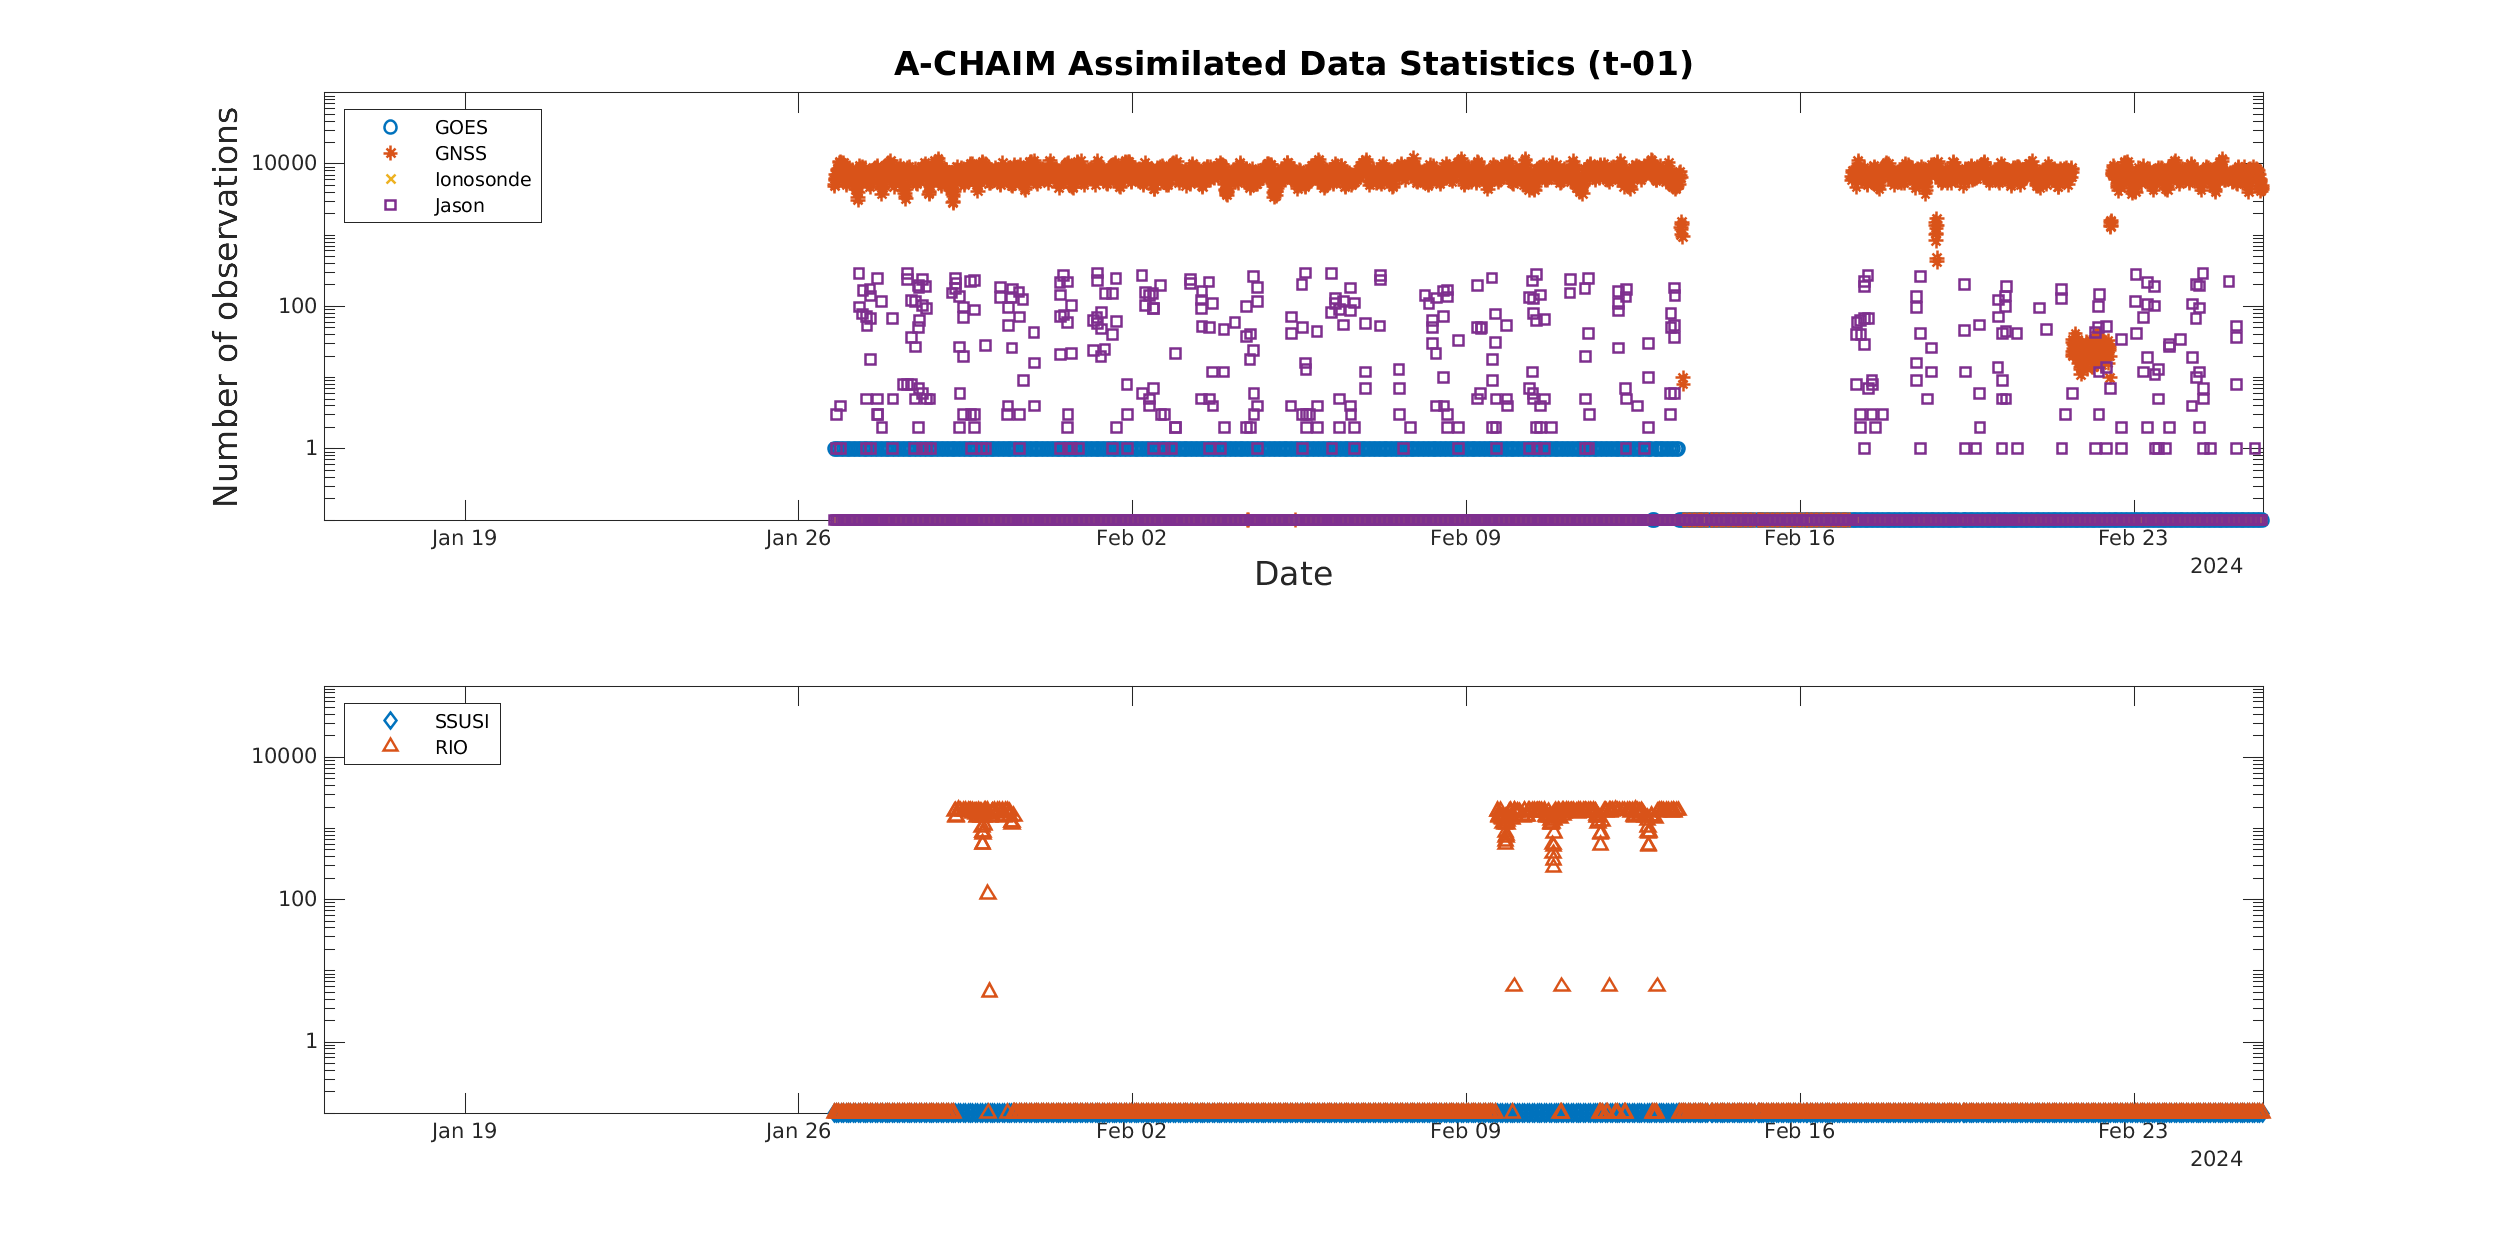 A-CHAIM Assimilated Data Statistics (t-01)
Number of observations
10000
100
1
GOES
GNSS
Ionosonde
Jason
Jan 19 Jan 26 Feb 02 Feb 09 Feb 16 Feb 23
2024
Date
10000
100
1
SSUSI
RIO
Jan 19 Jan 26 Feb 02 Feb 09 Feb 16 Feb 23
2024